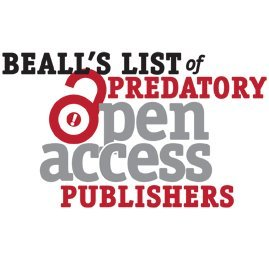 BEALL'S LIST of
PREDATORY
open
access
PUBLISHERS